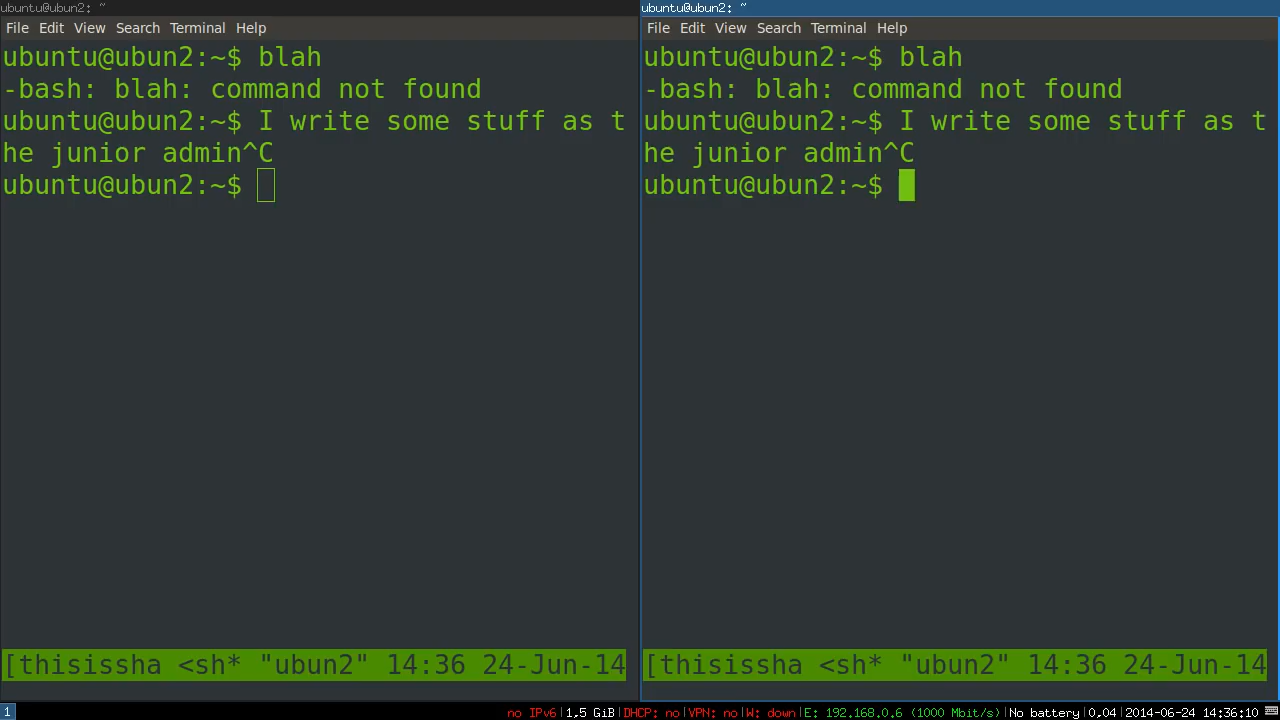 ubuntu@ubun2: ~
File Edit View Search Terminal Help
ubuntu@ubun2:~$ blah
-bash: blah: command not found
ubuntu@ubun2:~$ I write some stuff as t
he junior admin^C
ubuntu@ubun2:~$
[thisissha <sh* "ubun2" 14:36 24-Jun-14
ubuntu@ubun2: ~
File Edit View Search Terminal Help
ubuntu@ubun2:~$ blah
-bash: blah: command not found
ubuntu@ubun2:~$ I write some stuff as t
he junior admin^C
ubuntu@ubun2:~$
[thisissha <sh* "ubun2" 14:36 24-Jun-14
1 no IPv6|1,5 GiB|DHCP: no|VPN: no|W: down|E: 192.168.0.6 (1000 Mbit/s)|No battery|0.04|2014-06-24 14:36:10